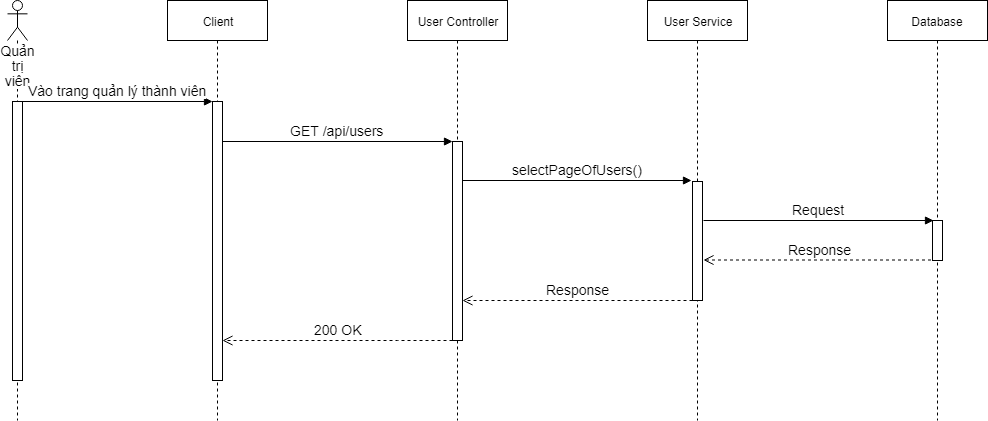 Client
User Controller
User Service
Database
Quản
trị
viên
Vào trang quản lý thành viên
GET /api/users
selectPageOfUsers()
Request
Response
Response
200 OK